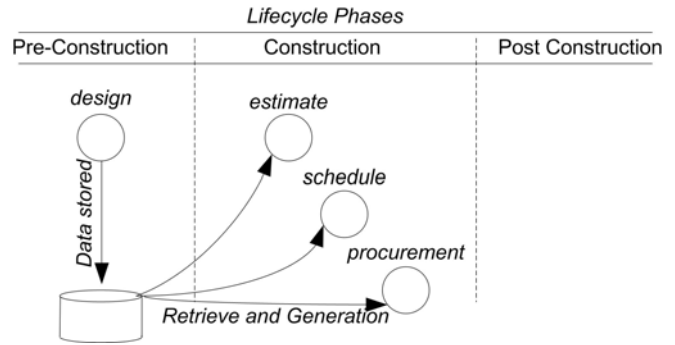 Lifecycle Phases
Pre-Construction Construction Post Construction
design
estimate
Data stored
schedule
procurement
Retrieve and Generation